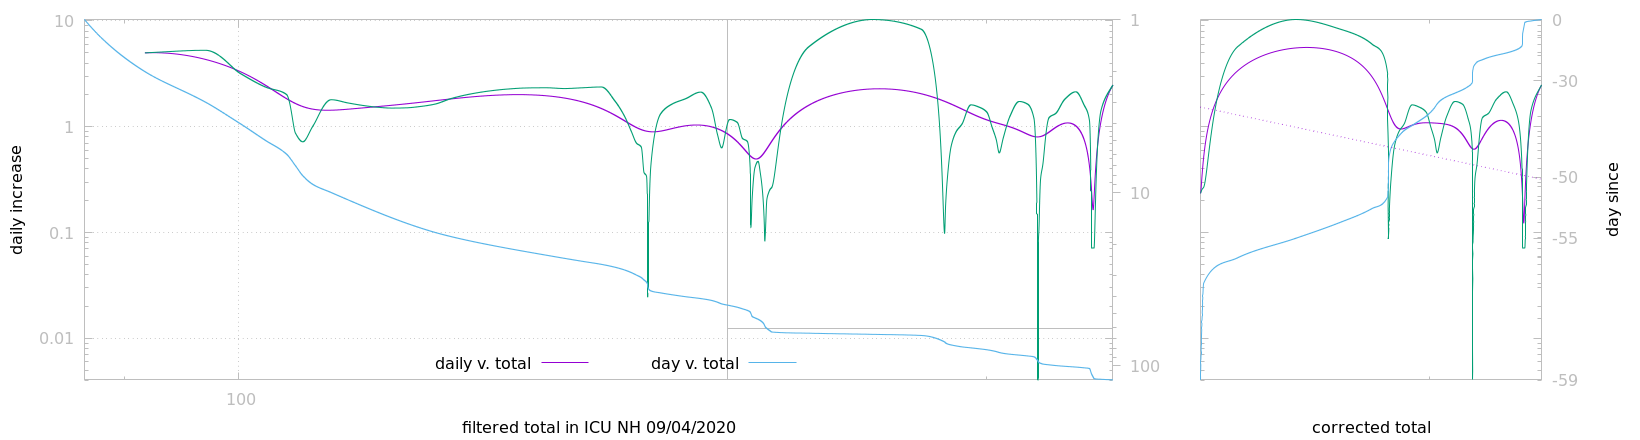 10
1
0.1
0.01
daily increase
100
filtered total in ICU NH 09/04/2020
daily v. total
day v. total
1
10
100
0
-30
-50
-55
-59
day since
corrected total